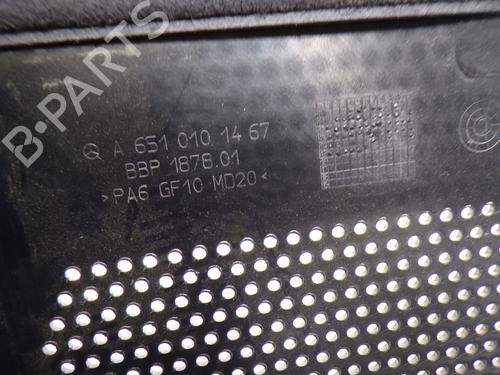 B-PARTS
A 651 010 14 67
BBP 1878.01
>PA6 GF10 MD20<